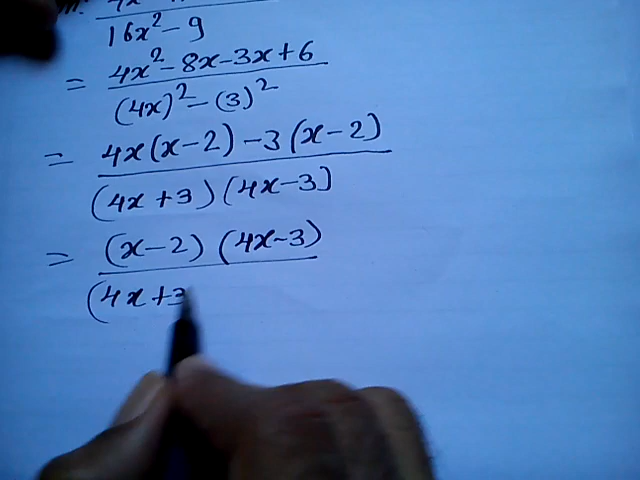 16x² - 9
= 4x² - 8x - 3x + 6
(4x)² - (3)²
= 4x(x - 2) - 3(x - 2)
(4x + 3)(4x - 3)
= (x - 2)(4x - 3)
(4x + 3